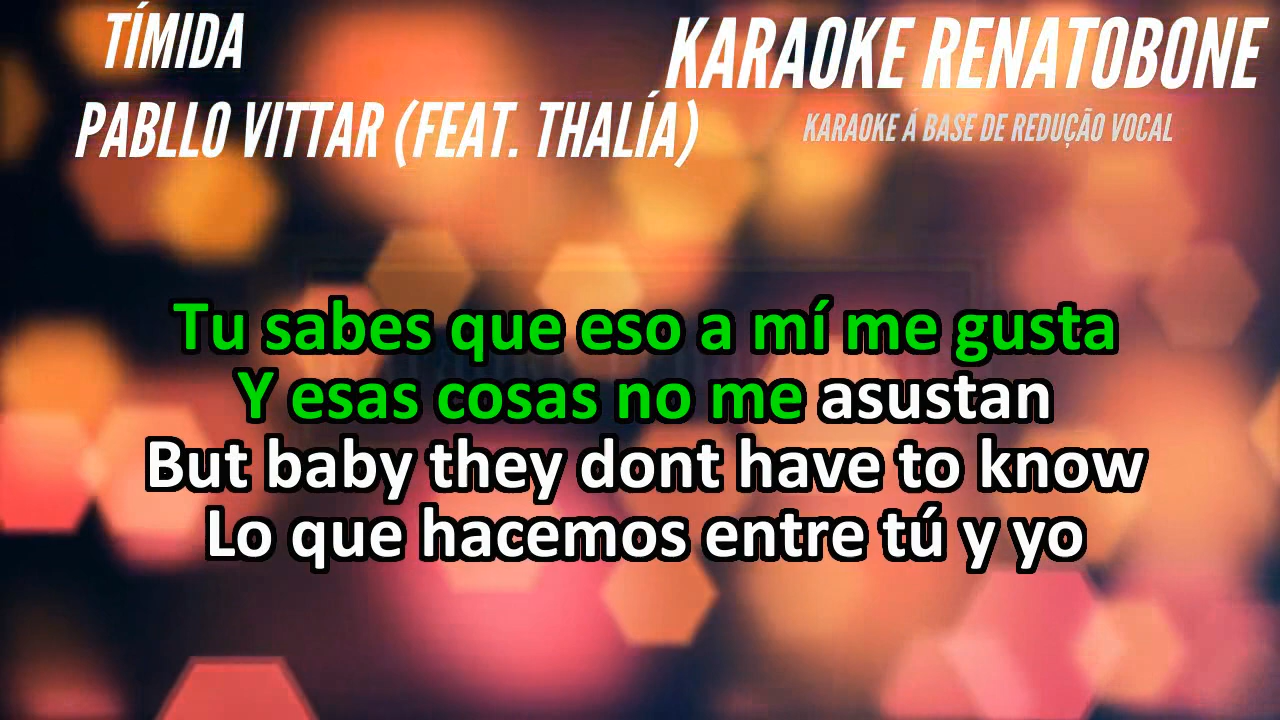 TÍMIDA
PABLLO VITTAR (FEAT. THALÍA)
KARAOKE RENATOBONE
KARAOKE Á BASE DE REDUÇÃO VOCAL
Tu sabes que eso a mí me gusta
Y esas cosas no me asustan
But baby they dont have to know
Lo que hacemos entre tú y yo